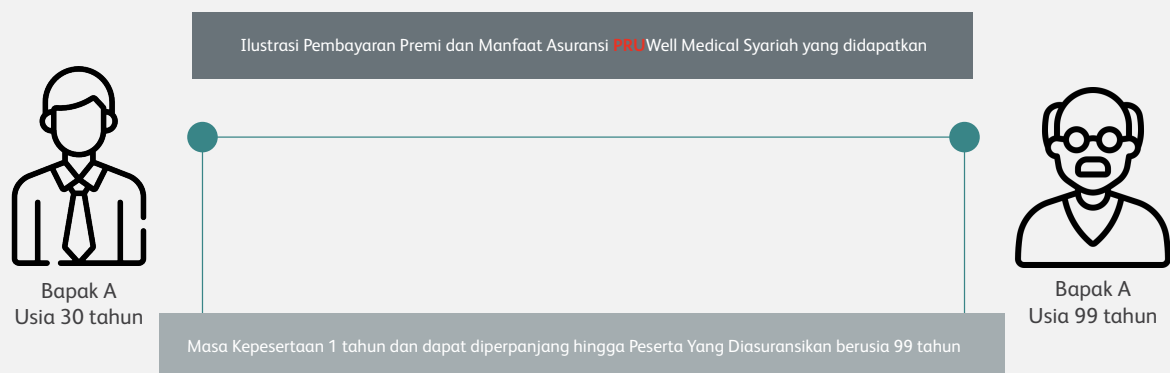 Ilustrasi Pembayaran Premi dan Manfaat Asuransi PRUWell Medical Syariah yang didapatkan
Bapak A
Usia 30 tahun
Bapak A
Usia 99 tahun
Masa Kepesertaan 1 tahun dan dapat diperpanjang hingga Peserta Yang Diasuransikan berusia 99 tahun